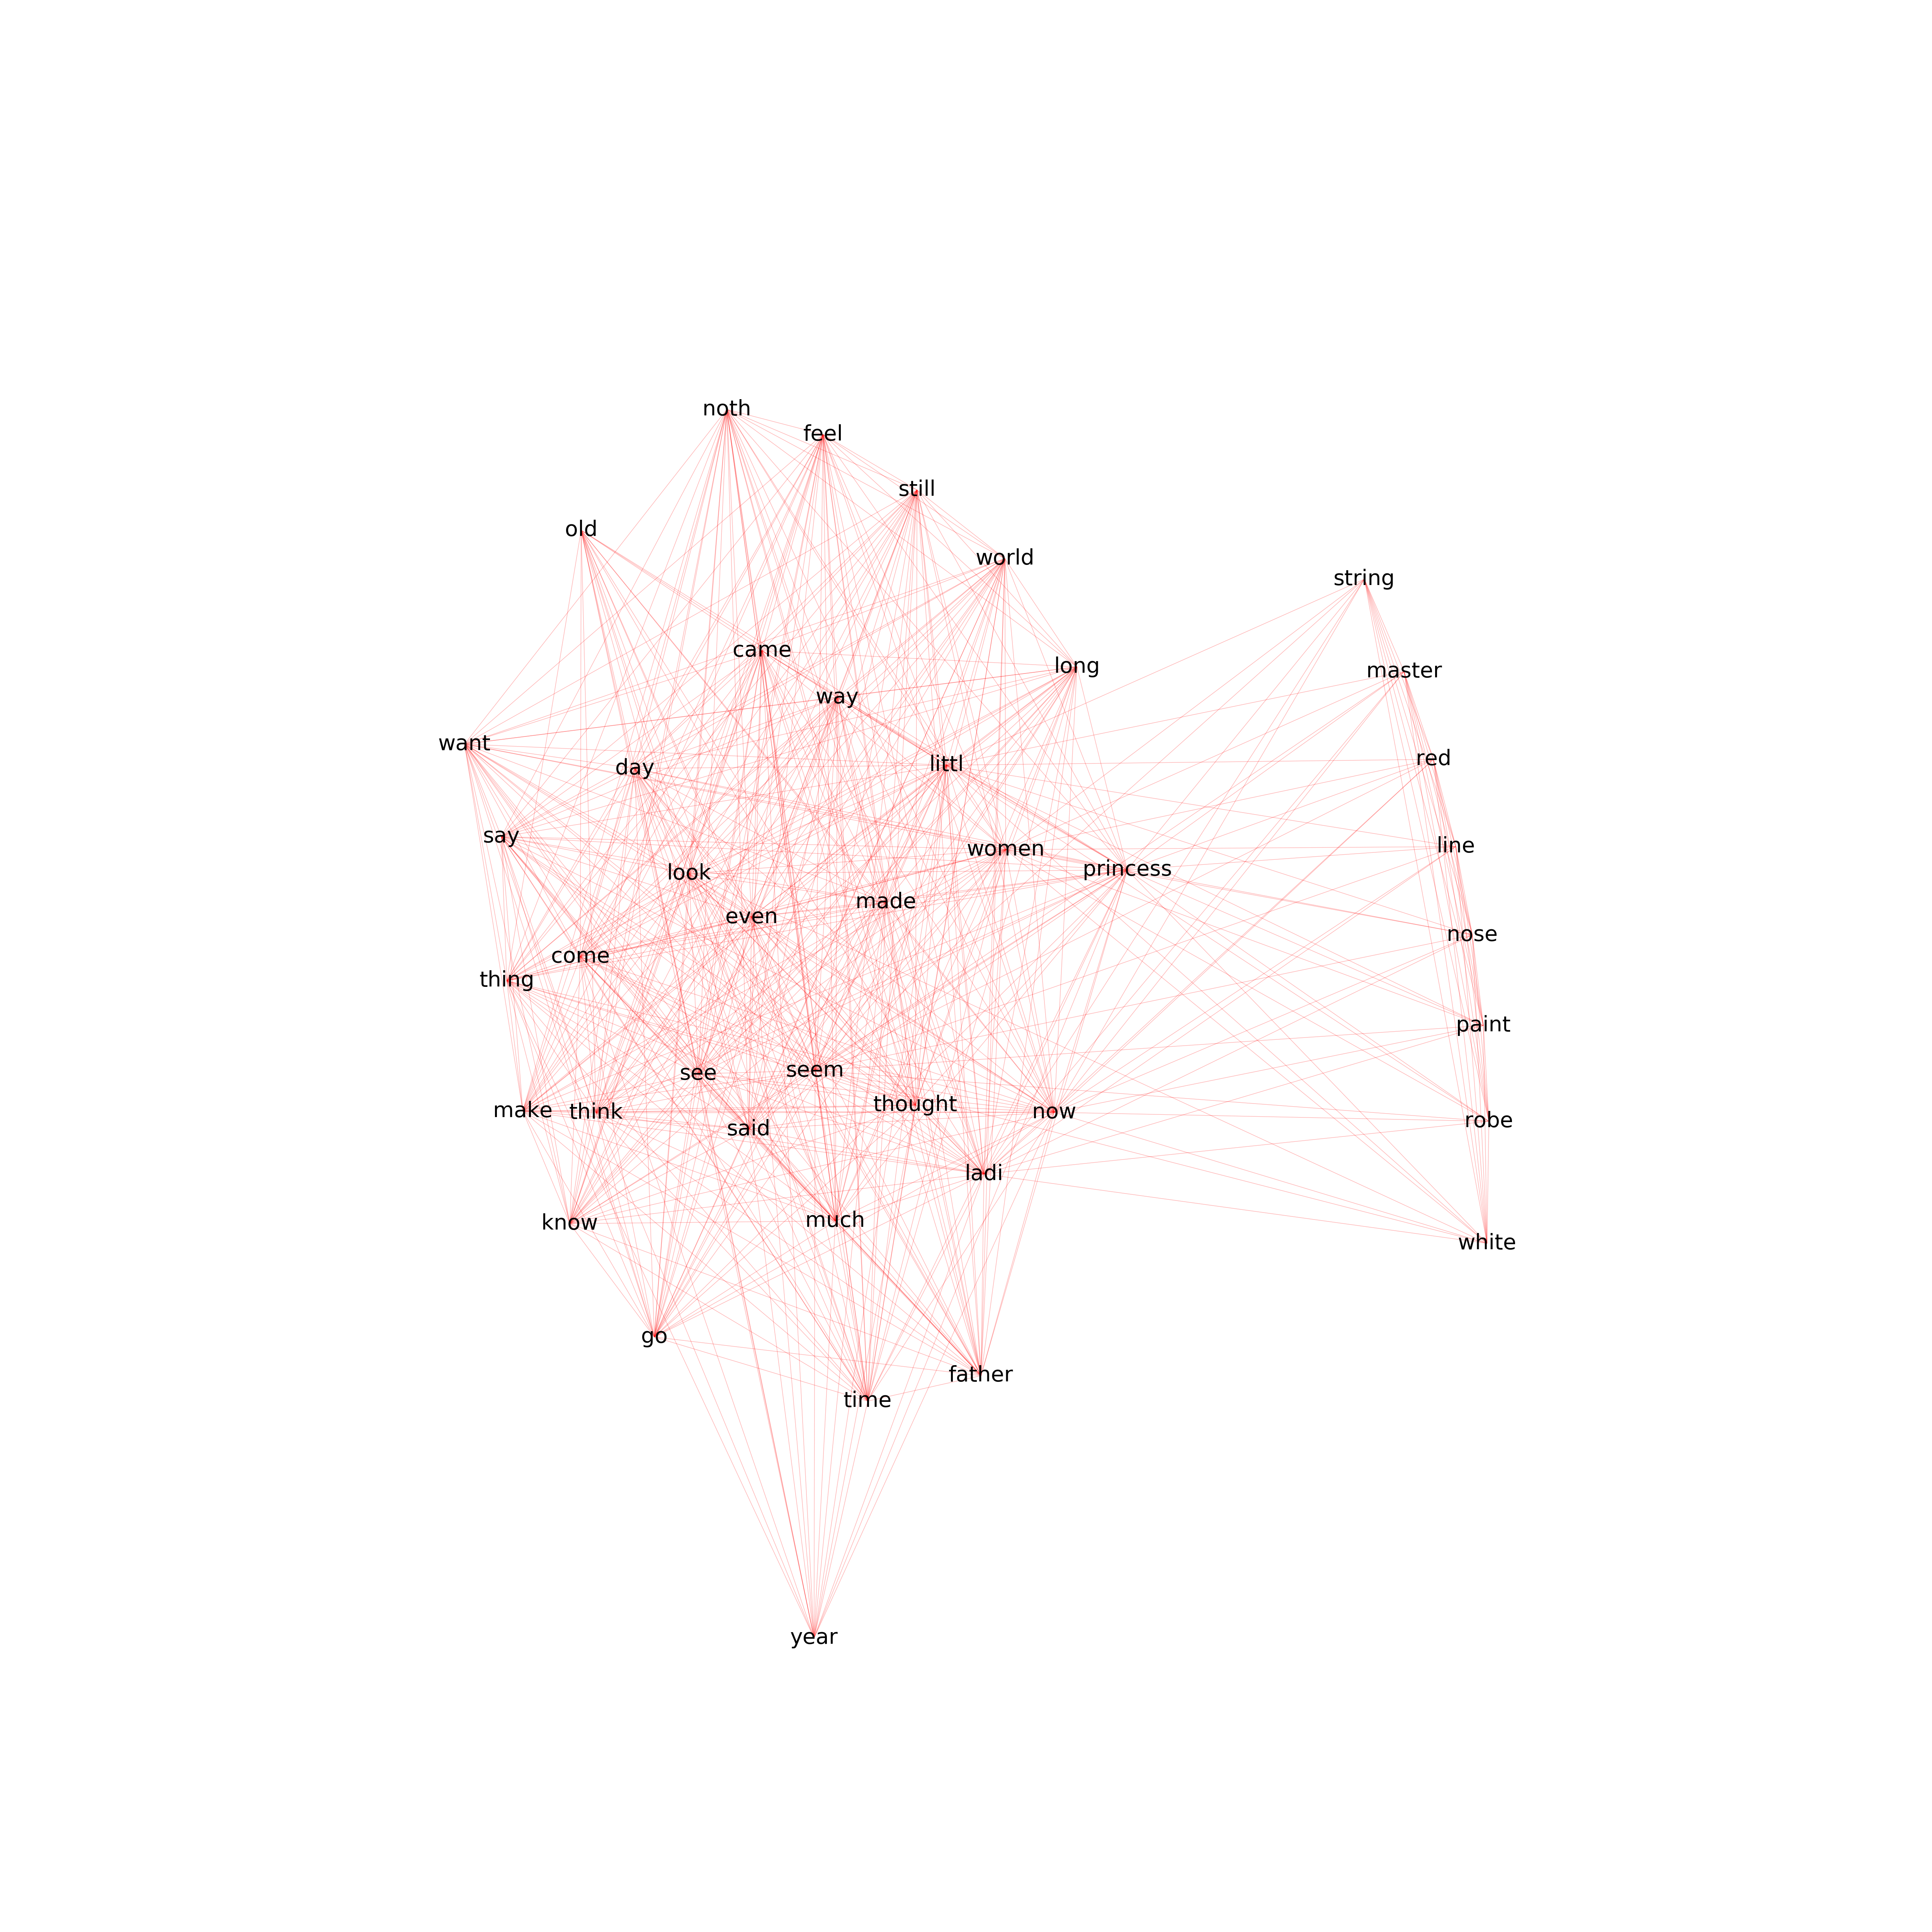 noth
feel
still
old
world
string
came
long
master
way
want
day
littl
red
say
look
women
princess
line
even
made
nose
come
thing
paint
see
seem
make
think
thought
now
said
robe
ladi
know
much
white
go
father
time
year